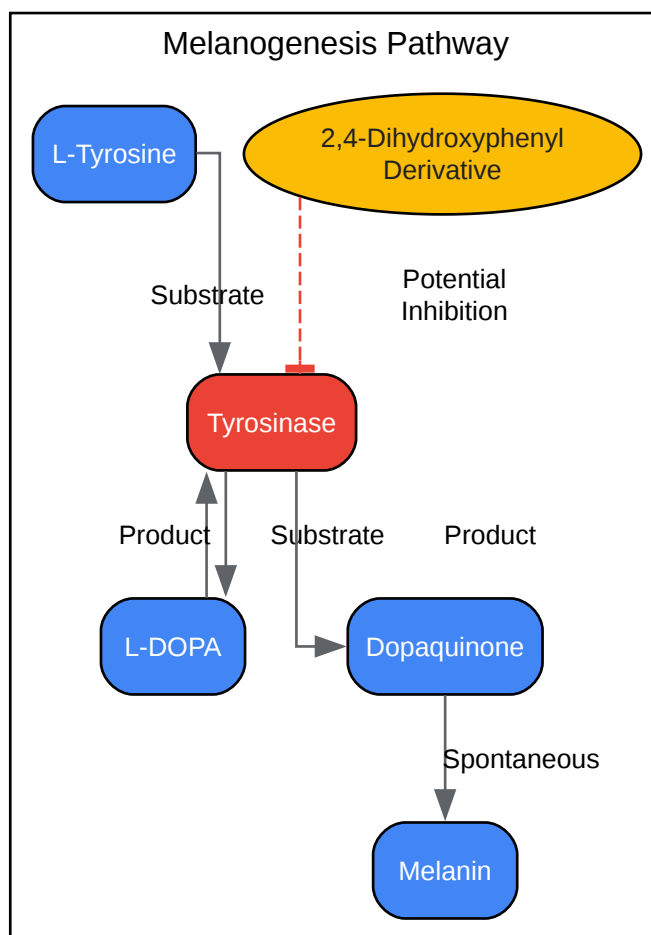 Melanogenesis Pathway
L-Tyrosine
2,4-Dihydroxyphenyl
Derivative
Substrate
Potential
Inhibition
Tyrosinase
Product
Substrate
Product
L-DOPA
Dopaquinone
Spontaneous
Melanin